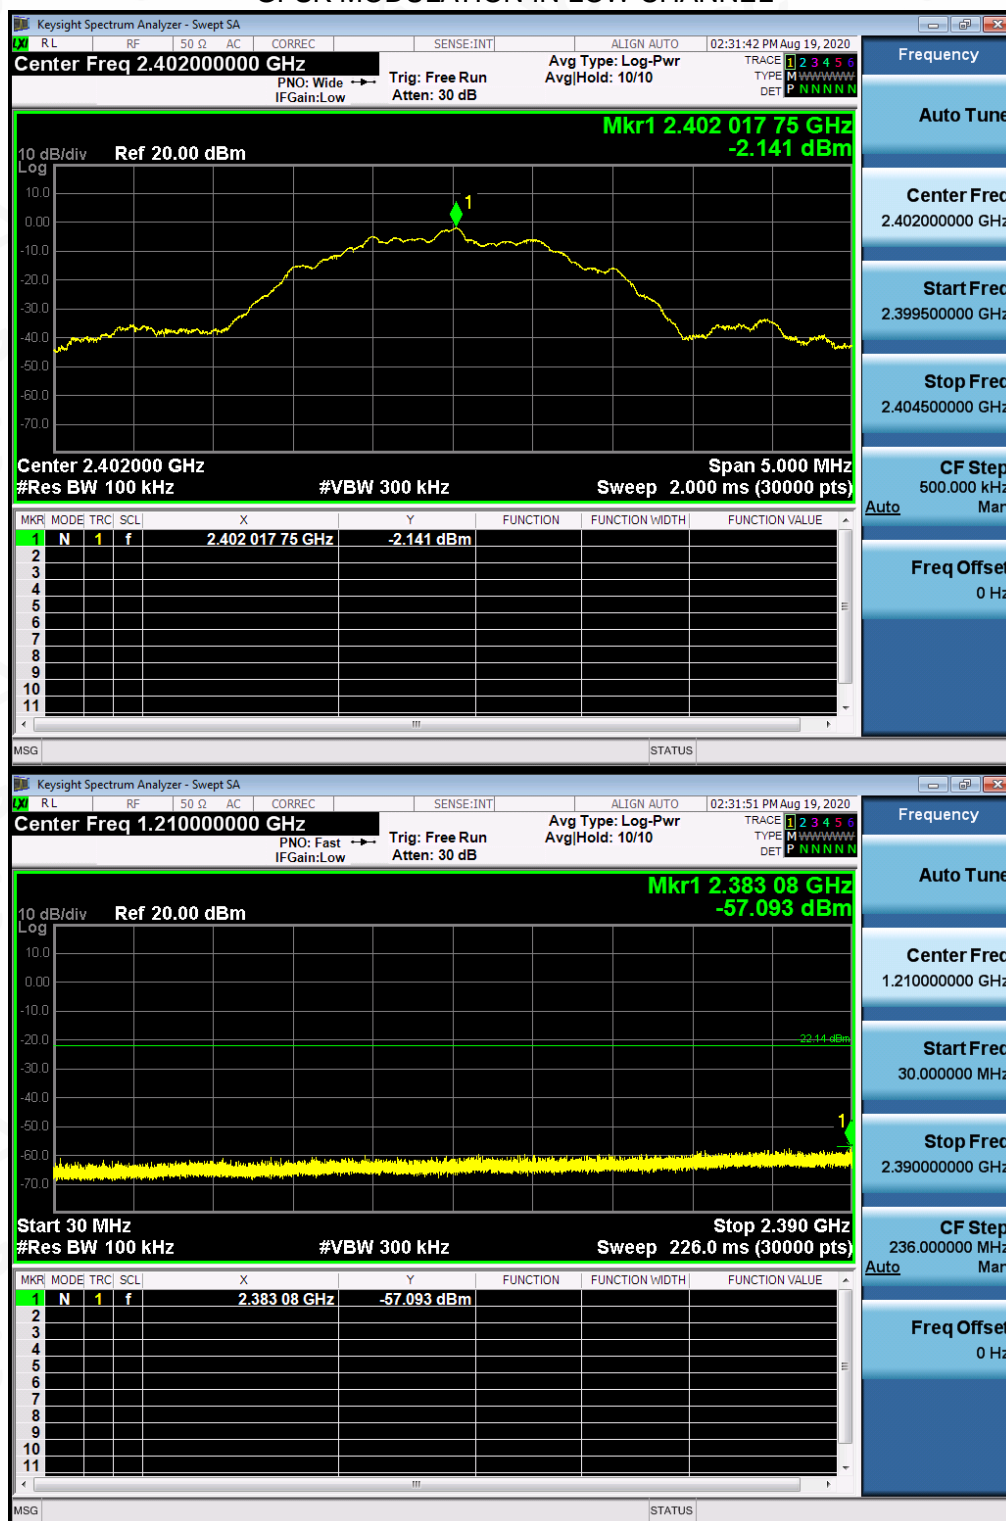 GFSK MODULATION IN LOW CHANNEL
Keysight Spectrum Analyzer - Swept SA
LXI RL RF 50 Ω AC CORREC SENSE:INT ALIGN AUTO 02:31:42 PM Aug 19, 2020
Center Freq 2.402000000 GHz
PNO: Wide
IFGain:Low
Trig: Free Run
Atten: 30 dB
Avg Type: Log-Pwr
Avg|Hold: 10/10
TRACE 1 2 3 4 5 6
TYPE M WWWWW
DET P N N N N N
Frequency
Auto Tune
Center Freq
2.402000000 GHz
Start Freq
2.399500000 GHz
Stop Freq
2.404500000 GHz
CF Step
500.000 kHz
Auto Man
Freq Offset
0 Hz
Mkr1 2.402 017 75 GHz
-2.141 dBm
10 dB/div Ref 20.00 dBm
Log
10.0
0.00
-10.0
-20.0
-30.0
-40.0
-50.0
-60.0
-70.0
1
Center 2.402000 GHz Span 5.000 MHz
#Res BW 100 kHz #VBW 300 kHz Sweep 2.000 ms (30000 pts)
MKR MODE TRC SCL X Y FUNCTION FUNCTION WIDTH FUNCTION VALUE
1 N 1 f 2.402 017 75 GHz -2.141 dBm
2
3
4
5
6
7
8
9
10
11
MSG STATUS
Keysight Spectrum Analyzer - Swept SA
LXI RL RF 50 Ω AC CORREC SENSE:INT ALIGN AUTO 02:31:51 PM Aug 19, 2020
Center Freq 1.210000000 GHz
PNO: Fast
IFGain:Low
Trig: Free Run
Atten: 30 dB
Avg Type: Log-Pwr
Avg|Hold: 10/10
TRACE 1 2 3 4 5 6
TYPE M WWWWW
DET P N N N N N
Frequency
Auto Tune
Center Freq
1.210000000 GHz
Start Freq
30.000000 MHz
Stop Freq
2.390000000 GHz
CF Step
236.000000 MHz
Auto Man
Freq Offset
0 Hz
Mkr1 2.383 08 GHz
-57.093 dBm
10 dB/div Ref 20.00 dBm
Log
10.0
0.00
-10.0
-20.0
-22.14 dBm
-30.0
-40.0
-50.0
-60.0
-70.0
1
Start 30 MHz Stop 2.390 GHz
#Res BW 100 kHz #VBW 300 kHz Sweep 226.0 ms (30000 pts)
MKR MODE TRC SCL X Y FUNCTION FUNCTION WIDTH FUNCTION VALUE
1 N 1 f 2.383 08 GHz -57.093 dBm
2
3
4
5
6
7
8
9
10
11
MSG STATUS